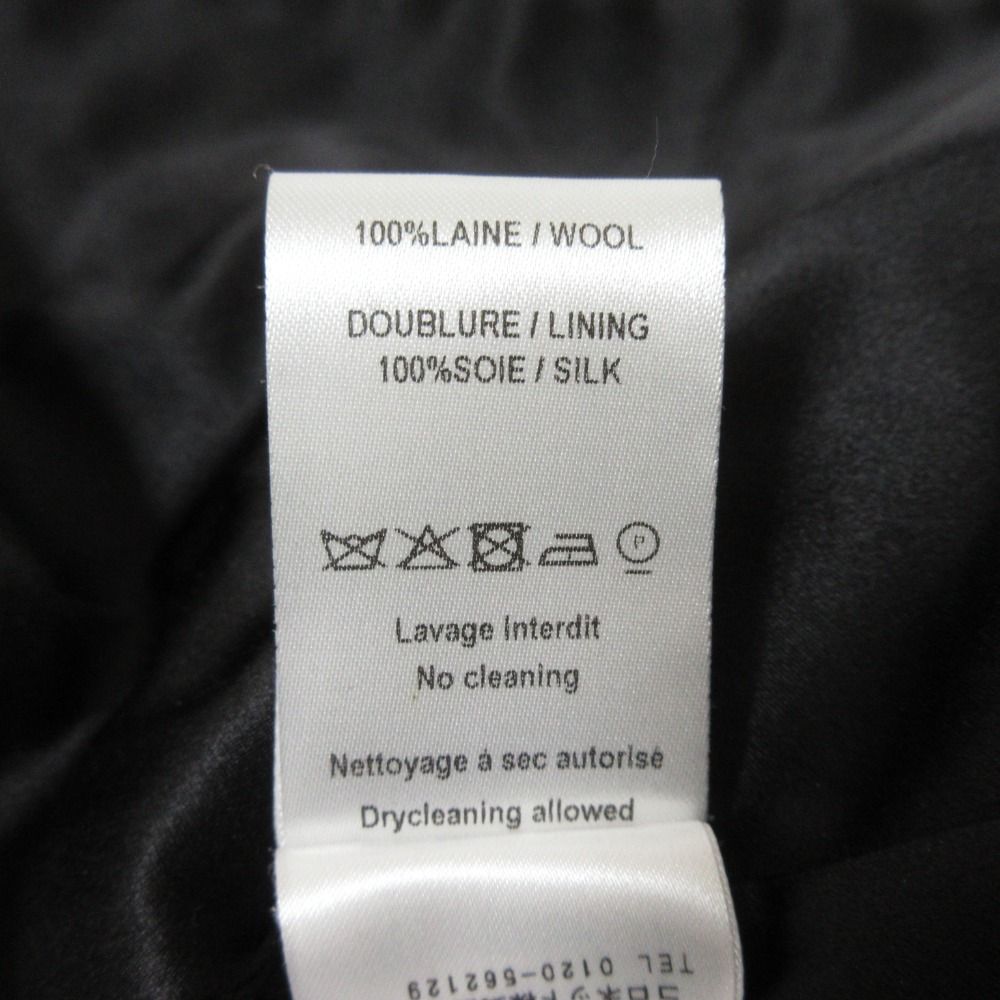 100%LAINE / WOOL
DOUBLURE / LINING
100%SOIE / SILK
P
Lavage Interdit
No cleaning
Nettoyage à sec autorisé
Drycleaning allowed
TEL 0120-562129